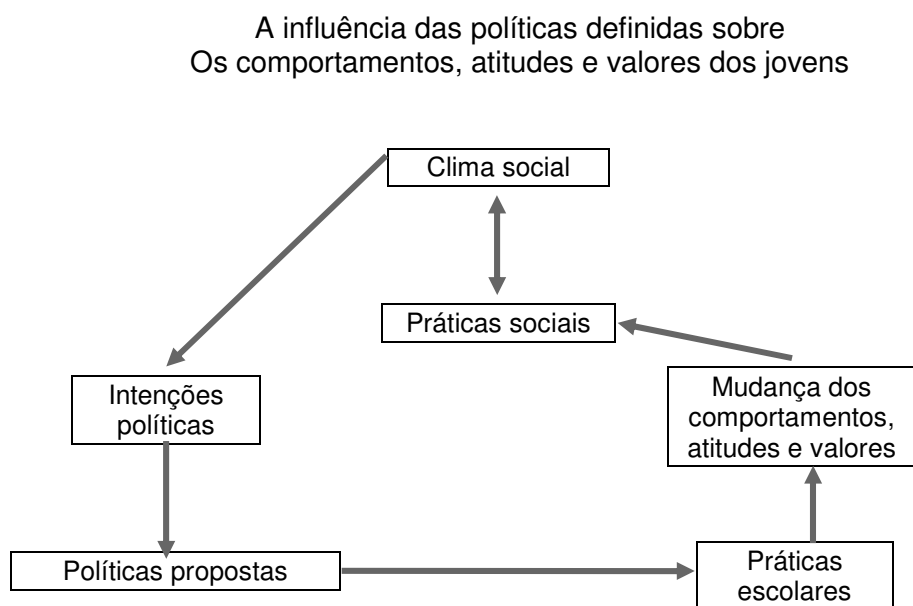 A influência das políticas definidas sobre
Os comportamentos, atitudes e valores dos jovens
Clima social
Práticas sociais
Intenções
políticas
Mudança dos
comportamentos,
atitudes e valores
Políticas propostas
Práticas
escolares